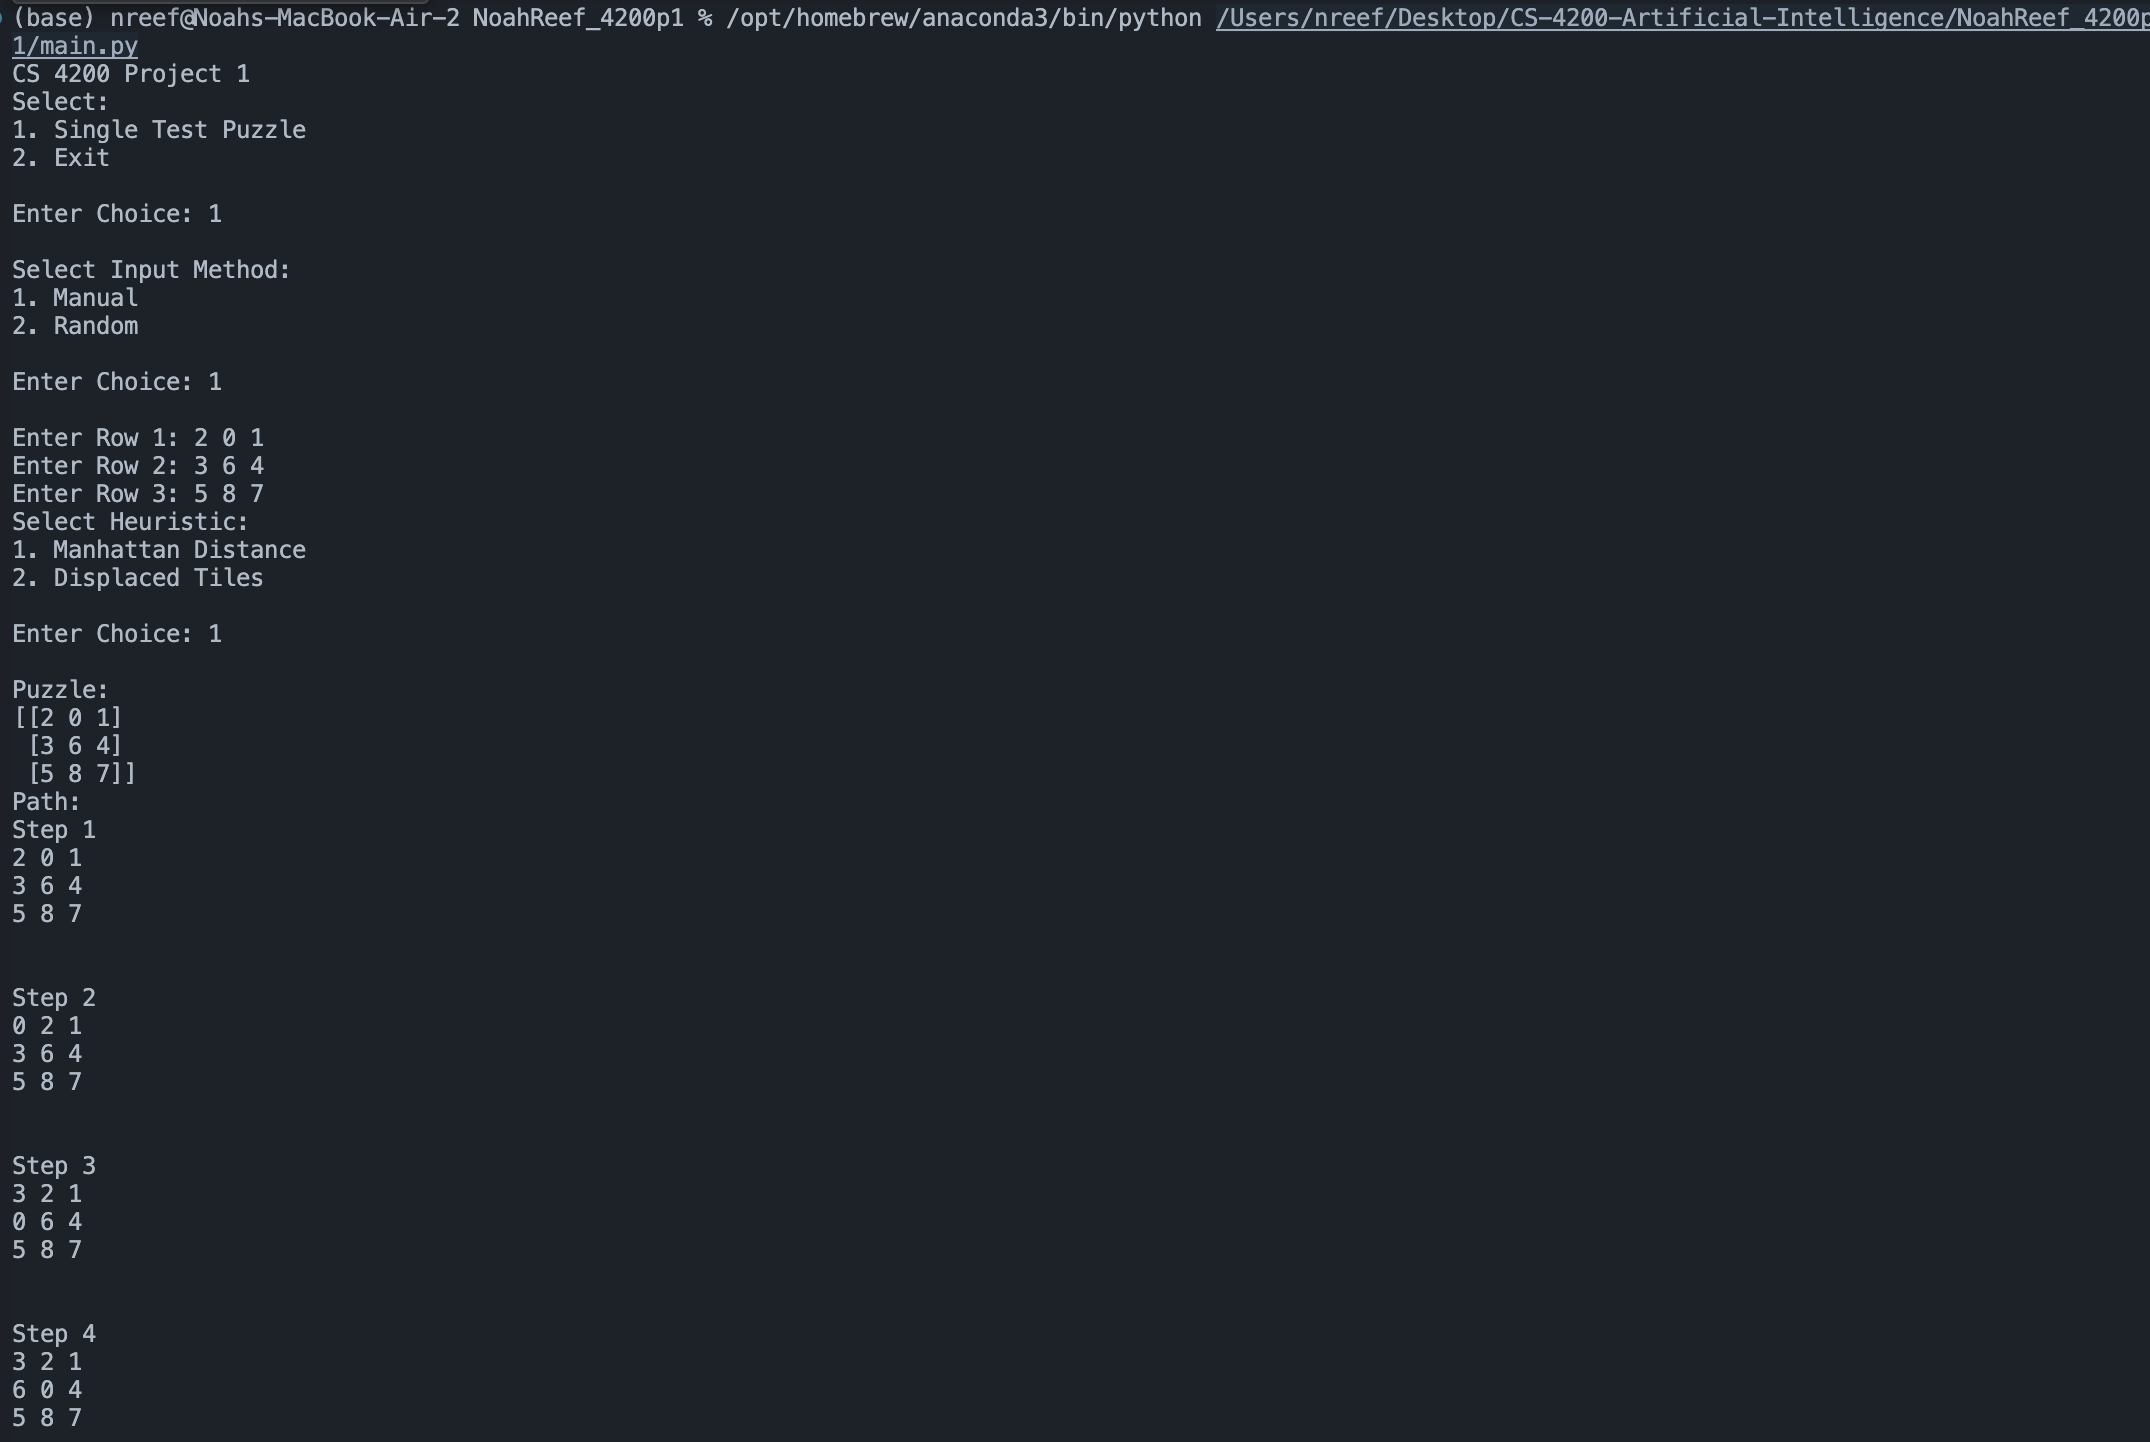 (base) nreef@Noahs-MacBook-Air-2 NoahReef_4200p1 % /opt/homebrew/anaconda3/bin/python /Users/nreef/Desktop/CS-4200-Artificial-Intelligence/NoahReef_4200p
1/main.py
CS 4200 Project 1
Select:
1. Single Test Puzzle
2. Exit
Enter Choice: 1
Select Input Method:
1. Manual
2. Random
Enter Choice: 1
Enter Row 1: 2 0 1
Enter Row 2: 3 6 4
Enter Row 3: 5 8 7
Select Heuristic:
1. Manhattan Distance
2. Displaced Tiles
Enter Choice: 1
Puzzle:
[[2 0 1]
 [3 6 4]
 [5 8 7]]
Path:
Step 1
2 0 1
3 6 4
5 8 7
Step 2
0 2 1
3 6 4
5 8 7
Step 3
3 2 1
0 6 4
5 8 7
Step 4
3 2 1
6 0 4
5 8 7